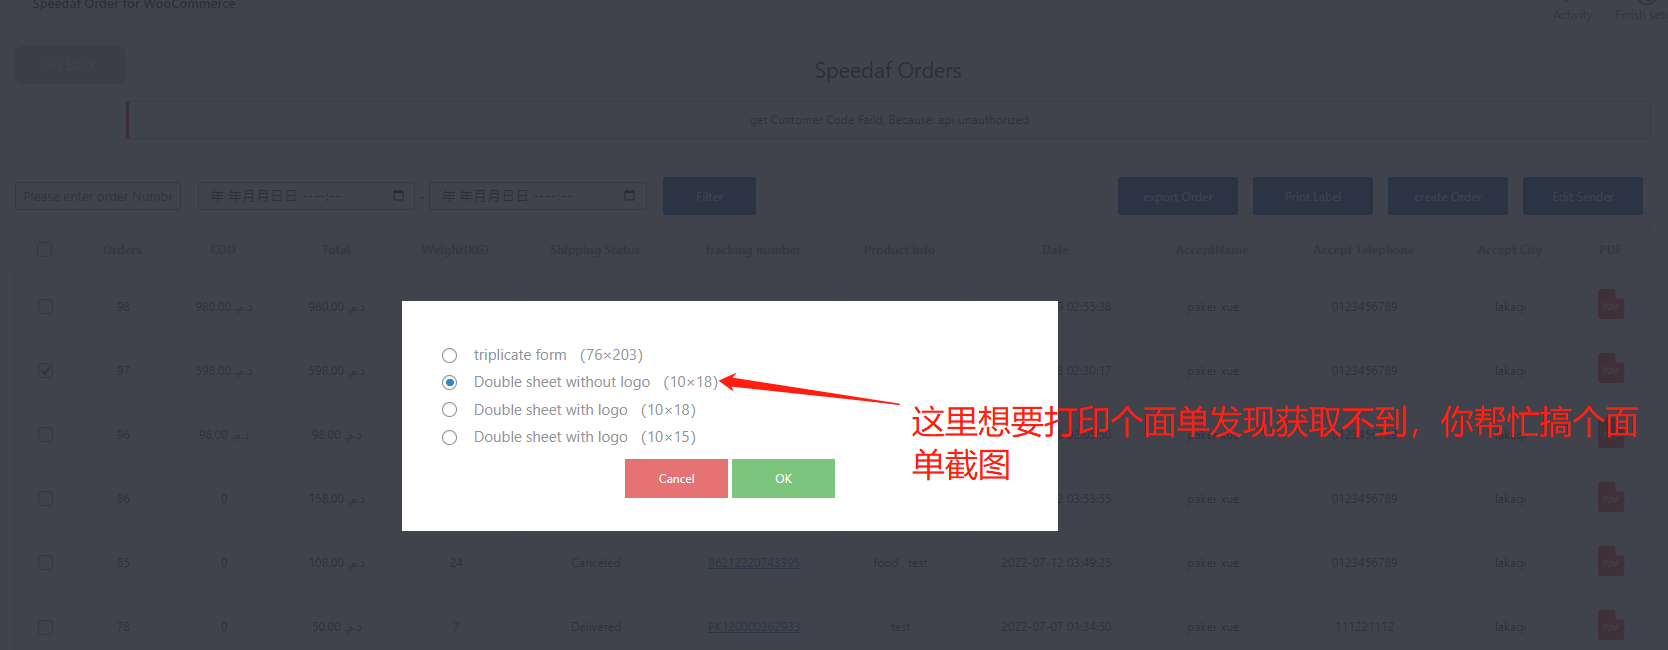 Speedaf Order for WooCommerce
Activity
Finish set
Go Back
Speedaf Orders
get Customer Code Faild, Because: api unauthorized
Please enter order Numbe
年 年月月日日 ----:--
-
年 年月月日日 ----:--
Filter
export Order
Print Label
create Order
Edit Sender
Orders COD Total Weight(KG) Shipping Status tracking number Product info Date AcceptName Accept Telephone Accept City PDF
98 980.00 د.م. 980.00 د.م. 02:55:38 paker xue 0123456789 lakaqi PDF
97 598.00 د.م. 598.00 د.م. 02:30:17 paker xue 0123456789 lakaqi PDF
96 98.00 د.م. 98.00 د.م. paker xue 0123456789 lakaqi
86 0 158.00 د.م. 03:53:55 paker xue 0123456789 lakaqi PDF
85 0 108.00 د.م. 24 Canceled 86212220743395 food , test 2022-07-12 03:49:25 paker xue 0123456789 lakaqi PDF
78 0 50.00 د.م. 7 Delivered PK120000362933 test 2022-07-07 01:34:50 paker xue 111221112 lakaqi PDF
triplicate form (76×203)
Double sheet without logo (10×18)
Double sheet with logo (10×18)
Double sheet with logo (10×15)
Cancel
OK
这里想要打印个面单发现获取不到，你帮忙搞个面
单截图